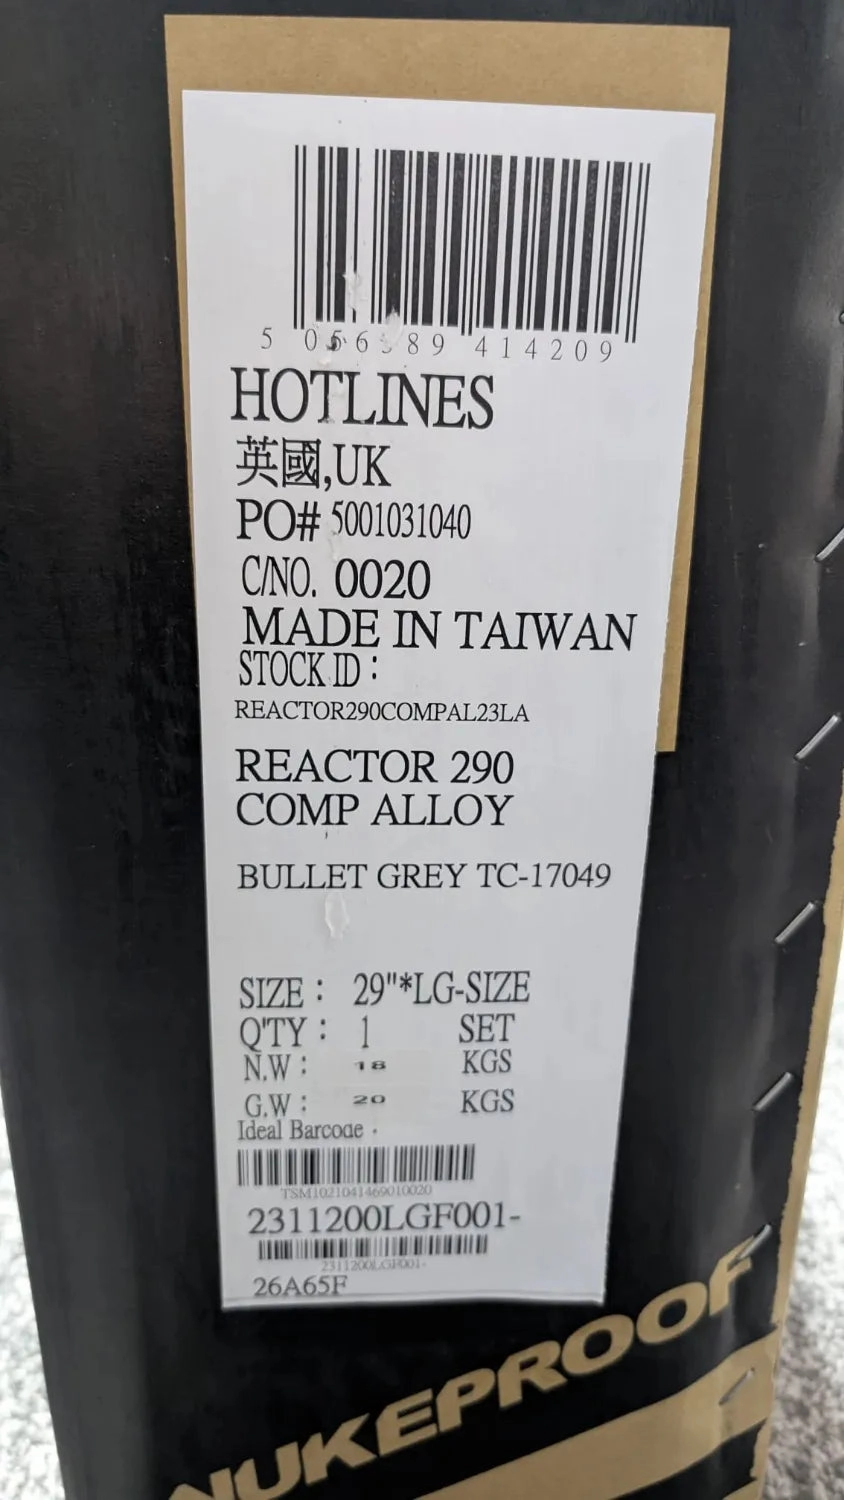 5 056389 414209
HOTLINES
英國,UK
PO# 5001031040
C/NO. 0020
MADE IN TAIWAN
STOCK ID :
REACTOR290COMPAL23LA
REACTOR 290
COMP ALLOY
BULLET GREY TC-17049
SIZE : 29"*LG-SIZE
Q'TY : 1 SET
N.W : 18 KGS
G.W : 20 KGS
Ideal Barcode :
TSM1021041469010020
2311200LGF001-
2311200LGF001-
26A65F
NUKEPROOF